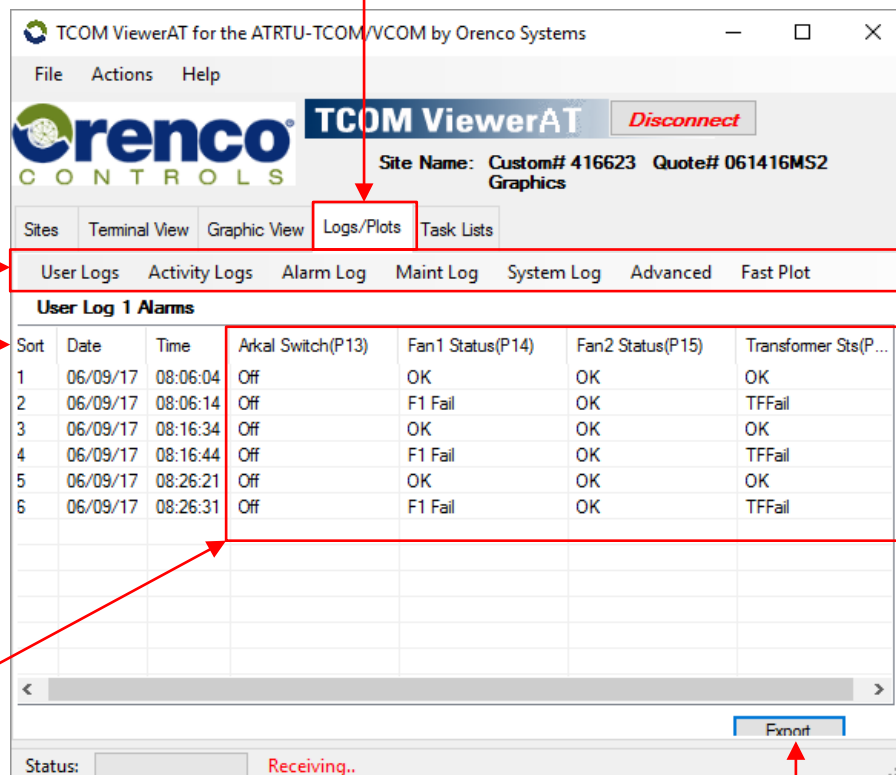 TCOM ViewerAT for the ATRTU-TCOM/VCOM by Orenco Systems
File Actions Help
Orenco®
CONTROLS
TCOM ViewerAT
Disconnect
Site Name: Custom# 416623 Quote# 061416MS2
Graphics
Sites Terminal View Graphic View Logs/Plots Task Lists
User Logs Activity Logs Alarm Log Maint Log System Log Advanced Fast Plot
User Log 1 Alarms
Sort Date Time Arkal Switch(P13) Fan1 Status(P14) Fan2 Status(P15) Transformer Sts(P...
1 06/09/17 08:06:04 Off OK OK OK
2 06/09/17 08:06:14 Off F1 Fail OK TFFail
3 06/09/17 08:16:34 Off OK OK OK
4 06/09/17 08:16:44 Off F1 Fail OK TFFail
5 06/09/17 08:26:21 Off OK OK OK
6 06/09/17 08:26:31 Off F1 Fail OK TFFail
Export
Status: Receiving..